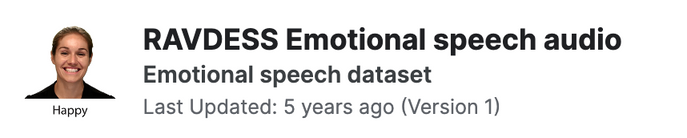 RAVDESS Emotional speech audio
Emotional speech dataset
Last Updated: 5 years ago (Version 1)
Happy